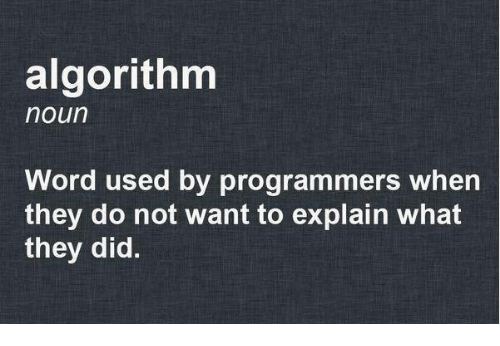 algorithm
noun
Word used by programmers when
they do not want to explain what
they did.